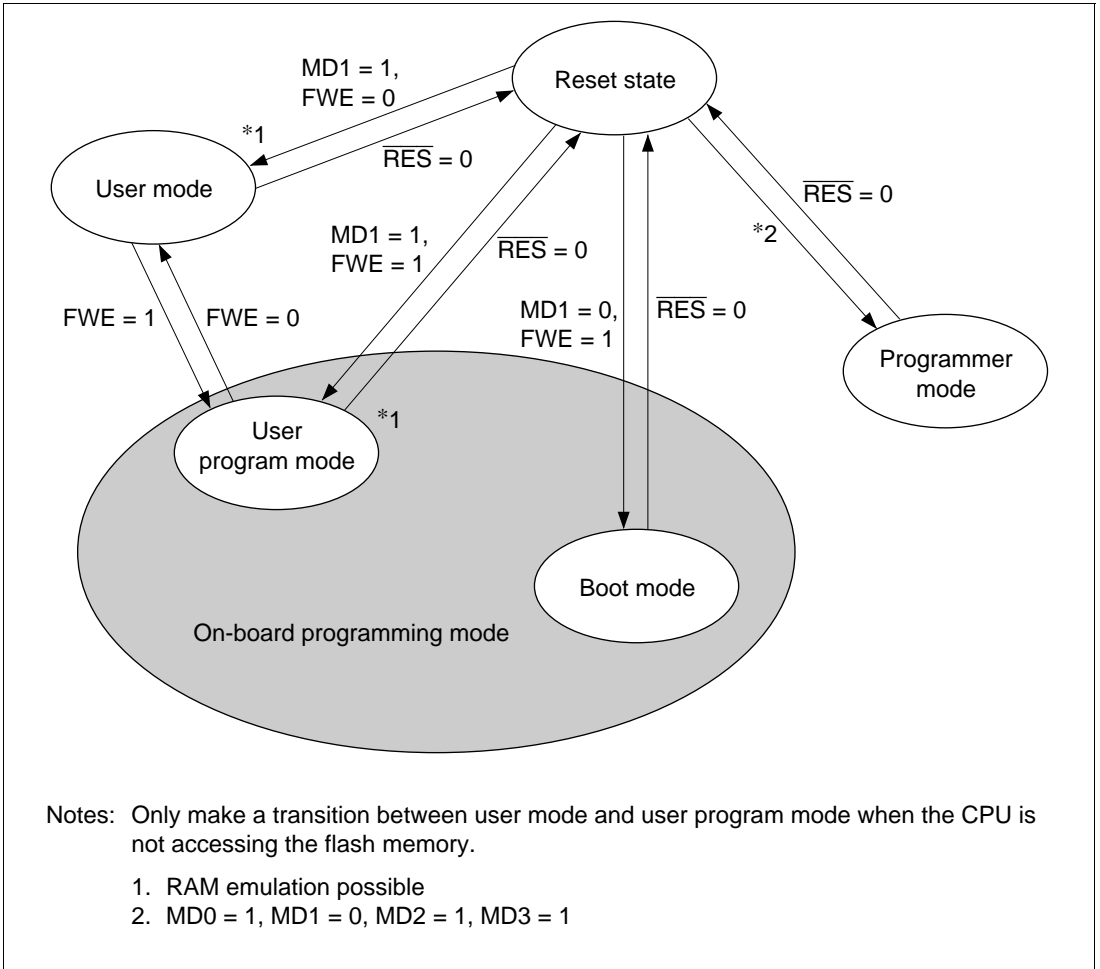 Reset state
MD1 = 1,
FWE = 0
*1
RES = 0
User mode
MD1 = 1,
FWE = 1
RES = 0
MD1 = 0,
FWE = 1
RES = 0
*2
RES = 0
FWE = 1
FWE = 0
Programmer
mode
User
program mode
*1
Boot mode
On-board programming mode
Notes: Only make a transition between user mode and user program mode when the CPU is
not accessing the flash memory.
1. RAM emulation possible
2. MD0 = 1, MD1 = 0, MD2 = 1, MD3 = 1